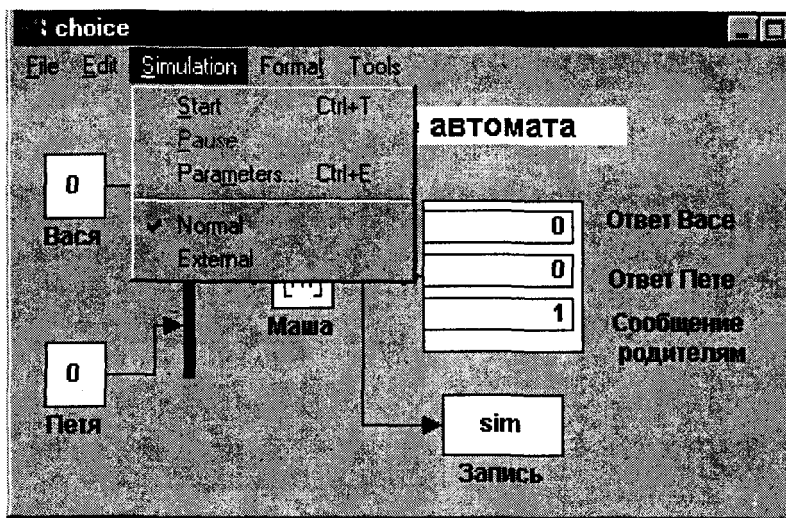 choice
File Edit Simulation Format Tools
Start Ctrl+T
Pause
Parameters... Ctrl+E
✔ Normal
External
автомата
0
Вася
0
Петя
Маша
0
Ответ Васе
0
Ответ Пете
1
Сообщение
родителям
sim
Запись